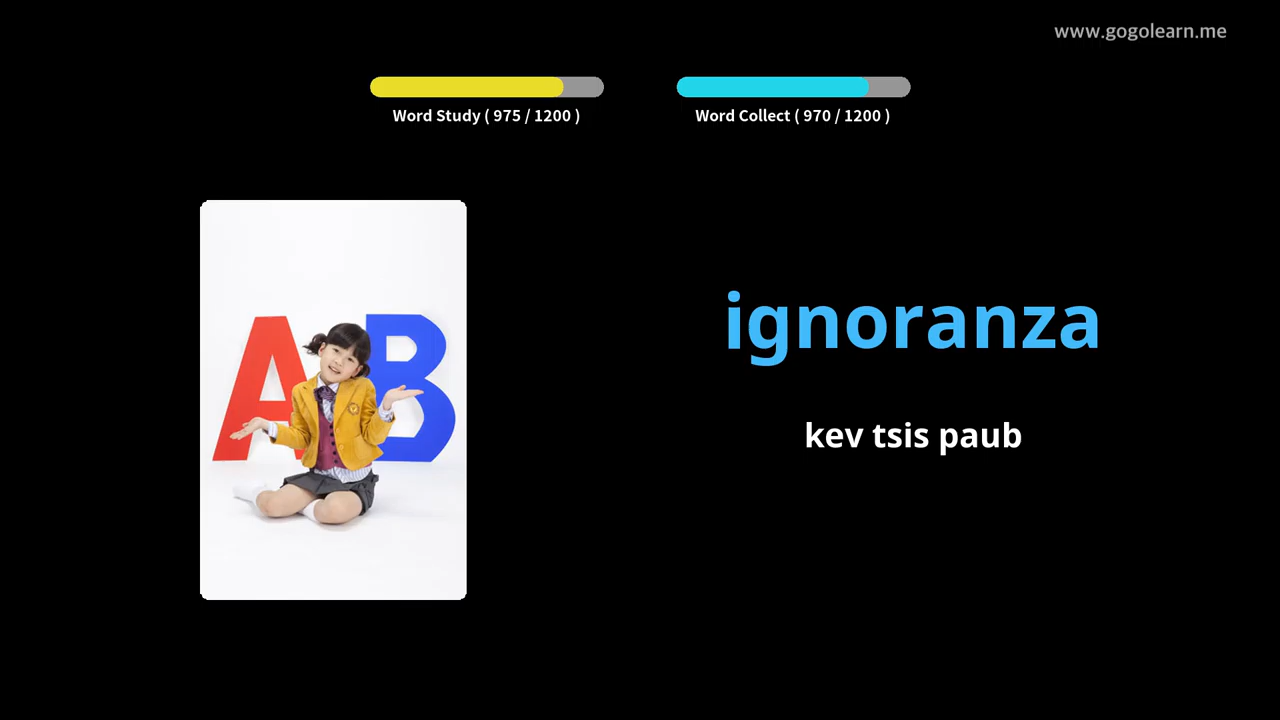 www.gogolearn.me
Word Study ( 975 / 1200 )
Word Collect ( 970 / 1200 )
A B
ignoranza
kev tsis paub